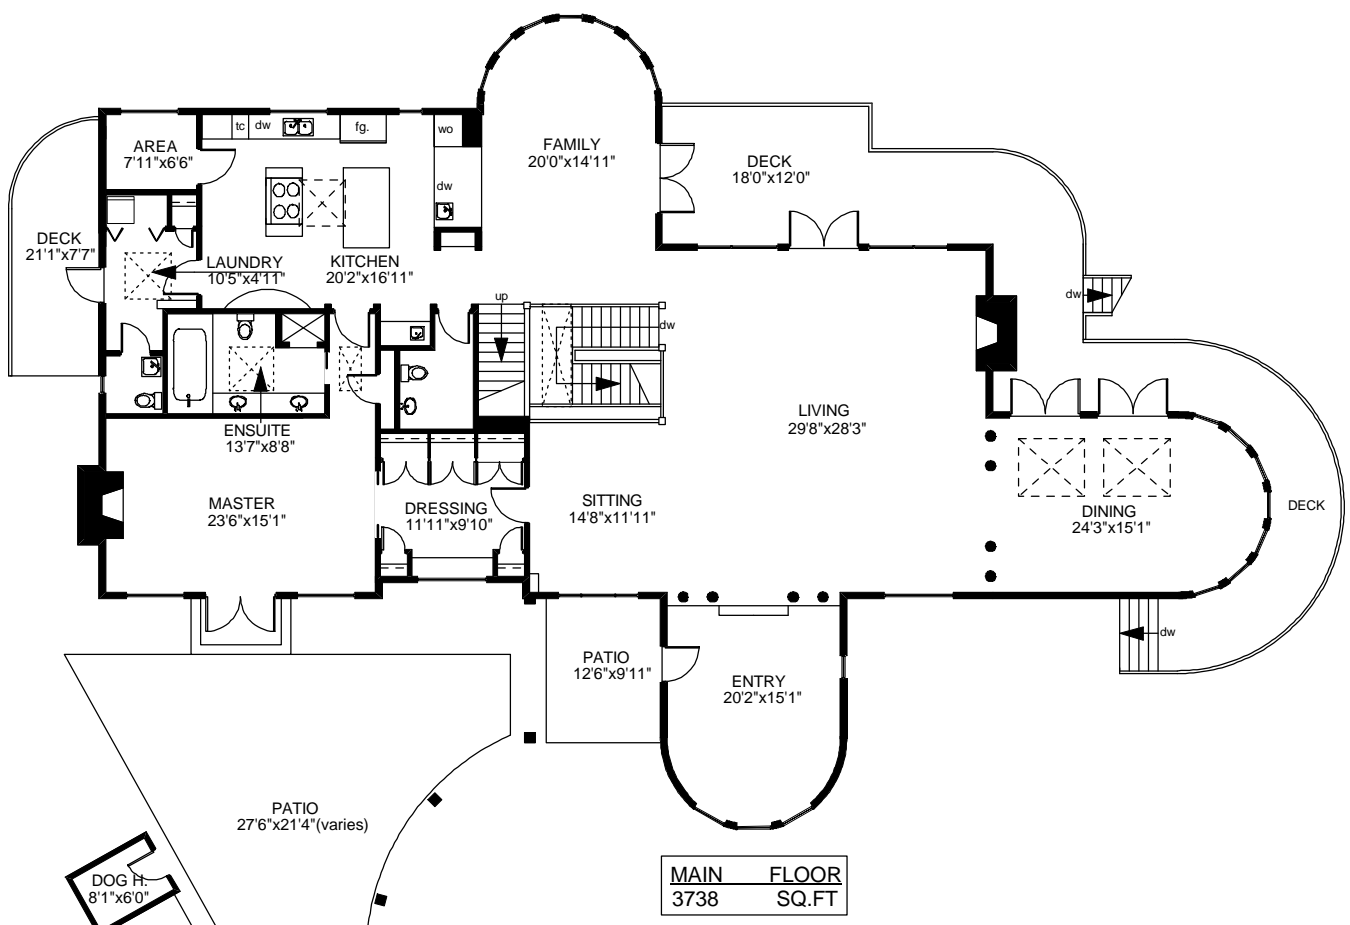 tc
dw
fg.
wo
AREA
7'11"x6'6"
FAMILY
20'0"x14'11"
DECK
18'0"x12'0"
dw
DECK
21'1"x7'7"
LAUNDRY
10'5"x4'11"
KITCHEN
20'2"x16'11"
up
dw
dw
ENSUITE
13'7"x8'8"
LIVING
29'8"x28'3"
MASTER
23'6"x15'1"
DRESSING
11'11"x9'10"
SITTING
14'8"x11'11"
DINING
24'3"x15'1"
DECK
dw
PATIO
12'6"x9'11"
ENTRY
20'2"x15'1"
PATIO
27'6"x21'4"(varies)
DOG H.
8'1"x6'0"
MAIN FLOOR
3738 SQ.FT